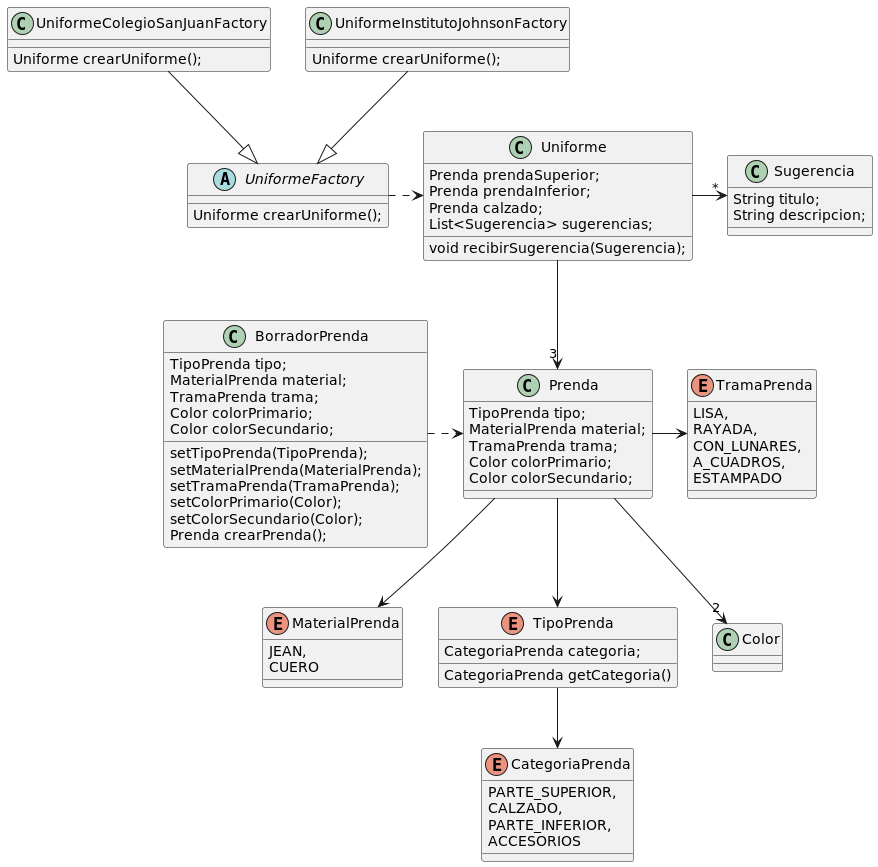 C UniformeColegioSanJuanFactory
Uniforme crearUniforme();
C UniformeInstitutoJohnsonFactory
Uniforme crearUniforme();
A UniformeFactory
Uniforme crearUniforme();
C Uniforme
Prenda prendaSuperior;
Prenda prendaInferior;
Prenda calzado;
List<Sugerencia> sugerencias;
void recibirSugerencia(Sugerencia);
*
C Sugerencia
String titulo;
String descripcion;
3
C BorradorPrenda
TipoPrenda tipo;
MaterialPrenda material;
TramaPrenda trama;
Color colorPrimario;
Color colorSecundario;
setTipoPrenda(TipoPrenda);
setMaterialPrenda(MaterialPrenda);
setTramaPrenda(TramaPrenda);
setColorPrimario(Color);
setColorSecundario(Color);
Prenda crearPrenda();
C Prenda
TipoPrenda tipo;
MaterialPrenda material;
TramaPrenda trama;
Color colorPrimario;
Color colorSecundario;
E TramaPrenda
LISA,
RAYADA,
CON_LUNARES,
A_CUADROS,
ESTAMPADO
E MaterialPrenda
JEAN,
CUERO
E TipoPrenda
CategoriaPrenda categoria;
CategoriaPrenda getCategoria()
2
C Color
E CategoriaPrenda
PARTE_SUPERIOR,
CALZADO,
PARTE_INFERIOR,
ACCESORIOS